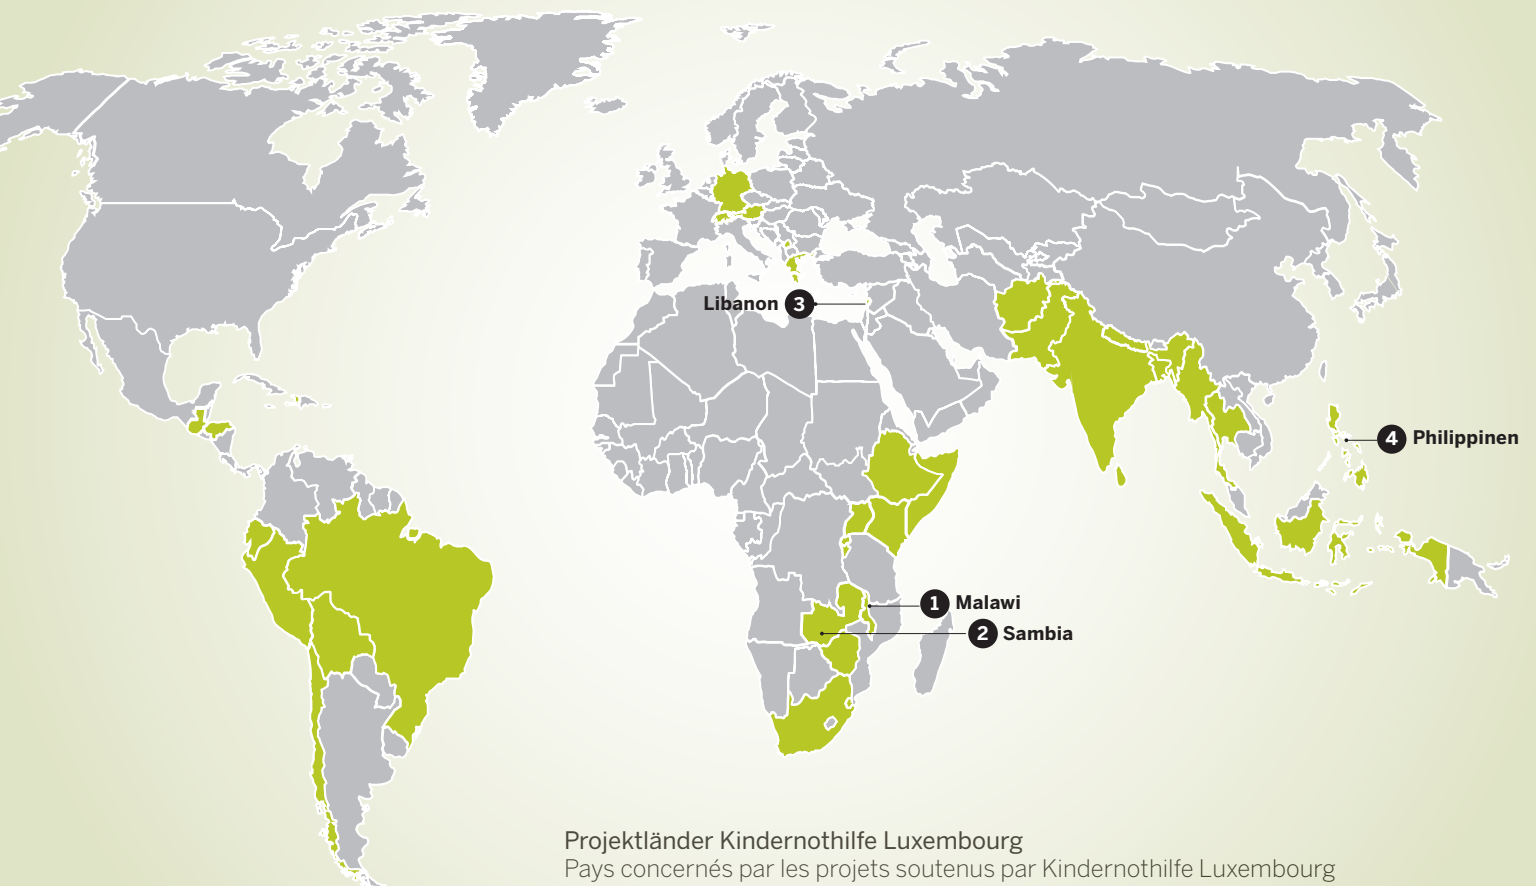 Libanon 3
4 Philippinen
1 Malawi
2 Sambia
Projektländer Kindernothilfe Luxembourg
Pays concernés par les projets soutenus par Kindernothilfe Luxembourg